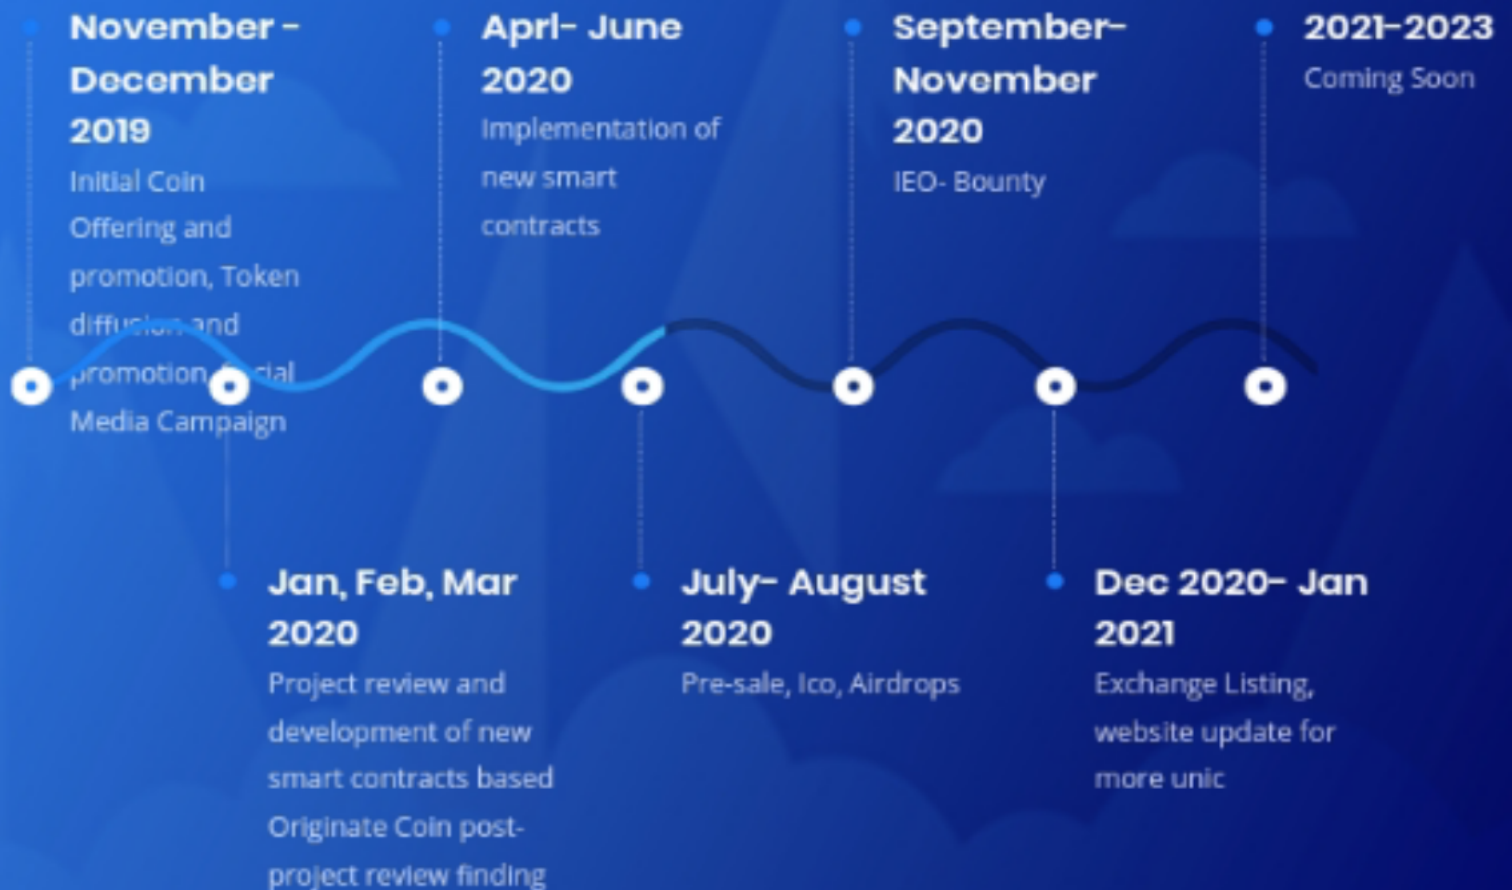 November -
December
2019
Initial Coin
Offering and
promotion, Token
diffusion and
promotion, Social
Media Campaign
Jan, Feb, Mar
2020
Project review and
development of new
smart contracts based
Originate Coin post-
project review finding
Aprl- June
2020
Implementation of
new smart
contracts
July- August
2020
Pre-sale, Ico, Airdrops
September-
November
2020
IEO- Bounty
Dec 2020- Jan
2021
Exchange Listing,
website update for
more unic
2021-2023
Coming Soon